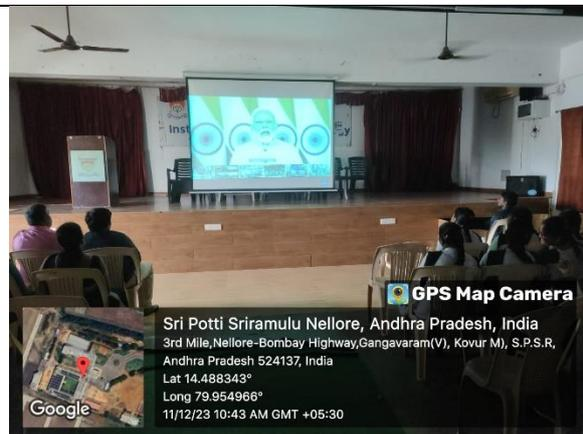 Inst
y
GPS Map Camera
Sri Potti Sriramulu Nellore, Andhra Pradesh, India
3rd Mile,Nellore-Bombay Highway,Gangavaram(V), Kovur M), S.P.S.R,
Andhra Pradesh 524137, India
Lat 14.488343°
Long 79.954966°
11/12/23 10:43 AM GMT +05:30
Google